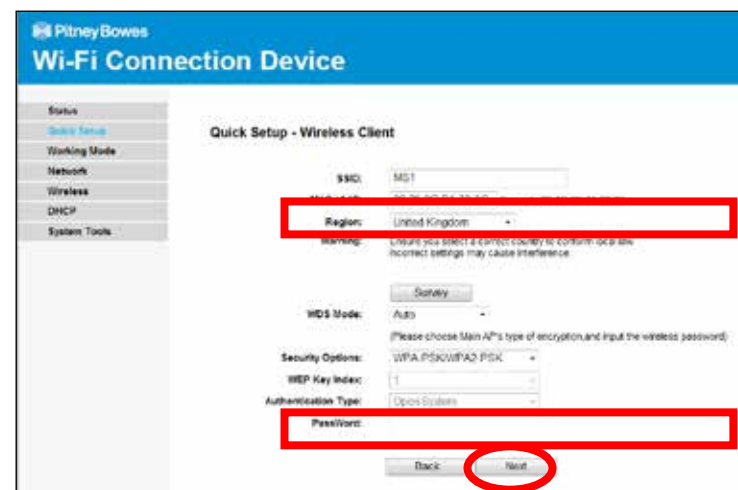 Pitney Bowes
Wi-Fi Connection Device
Status
Quick Setup
Working Mode
Network
Wireless
DHCP
System Tools
Quick Setup - Wireless Client
SSID: MS1
Region: United Kingdom
Warning: Ensure you select a correct country to conform local law
Incorrect settings may cause interference.
Survey
WDS Mode: Auto
(Please choose Main AP's type of encryption,and input the wireless password)
Security Options: WPA-PSK/WPA2-PSK
WEP Key Index: 1
Authentication Type: Open System
PassWord:
Back Next